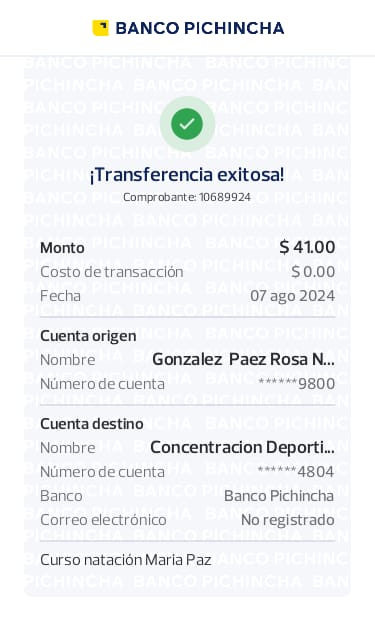 BANCO PICHINCHA
¡Transferencia exitosa!
Comprobante: 10689924
Monto $ 41.00
Costo de transacción $ 0.00
Fecha 07 ago 2024
Cuenta origen
Nombre Gonzalez Paez Rosa N...
Número de cuenta ******9800
Cuenta destino
Nombre Concentracion Deporti...
Número de cuenta ******4804
Banco Banco Pichincha
Correo electrónico No registrado
Curso natación Maria Paz